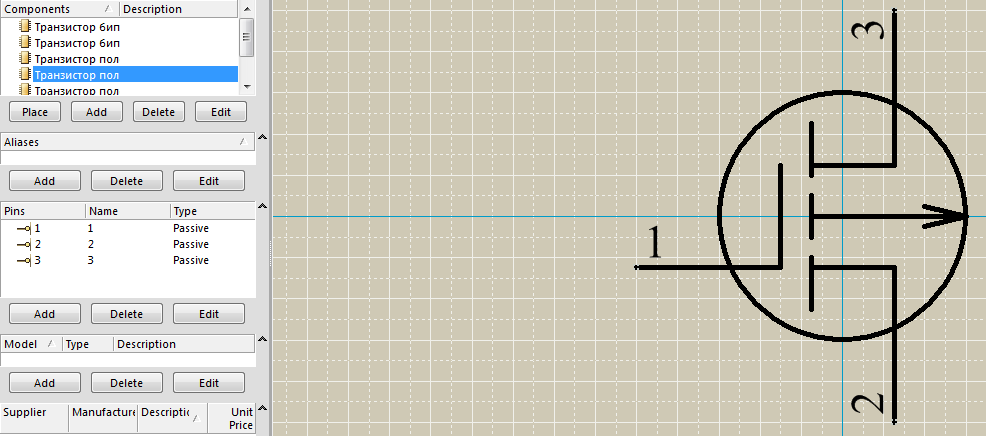 Components / Description
Транзистор бип
Транзистор бип
Транзистор пол
Транзистор пол
Транзистор пол
Place Add Delete Edit
Aliases /
Add Delete Edit
Pins Name Type
1 1 Passive
2 2 Passive
3 3 Passive
Add Delete Edit
Model / Type Description
Add Delete Edit
Supplier Manufacture Descriptic / Unit
Price
3
1
2